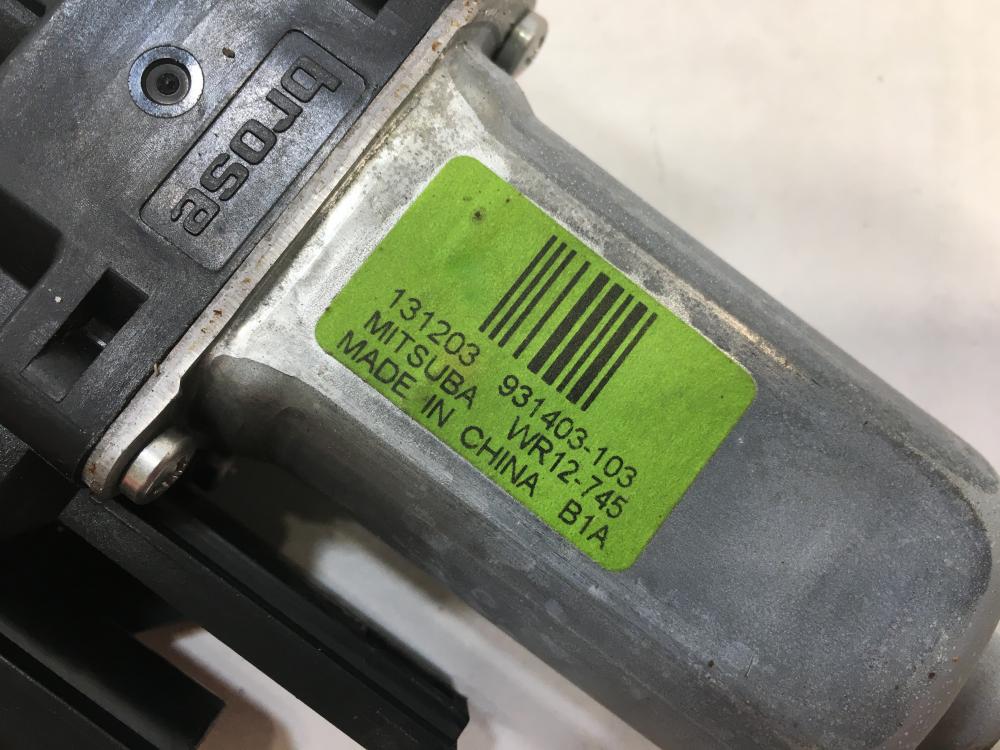 brose
131203 931403-103
MITSUBA WR12-745
MADE IN CHINA B1A